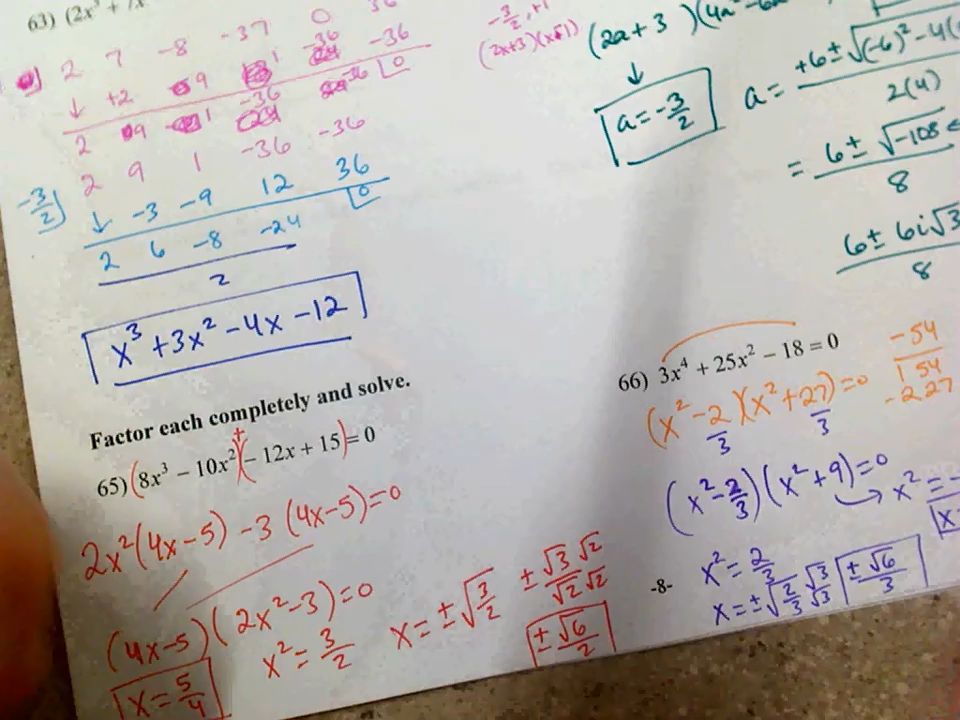 63) (2x³ + 7x
2 7 -8 -37 0 36
↓ +2 9 1 -36 -36
2 9 1 -36 -36 0
2 9 1 -36 -36
-3/2 ↓ -3 -9 12 36
2 6 -8 -24 0
2
x³ + 3x² - 4x - 12
-3/2, +1
(2x+3)(x-1)
(2a + 3)(4a² - 6a
↓
a = -3/2
a = +6 ± √(-6)² - 4(
2(4)
= 6 ± √-108
8
6 ± 6i√3
8
Factor each completely and solve.
65) (8x³ - 10x²)+(- 12x + 15) = 0
2x²(4x - 5) - 3(4x - 5) = 0
(4x - 5)(2x² - 3) = 0
x = 5/4
x² = 3/2
x = ±√3/2
± √3 √2
√2 √2
± √6/2
66) 3x⁴ + 25x² - 18 = 0
-54
1 54
-2 27
(x² - 2/3)(x² + 27/3) = 0
(x² - 2/3)(x² + 9) = 0
→ x² = -
x
x² = 2/3
x = ±√2/3 √3/√3
± √6/3
-8-